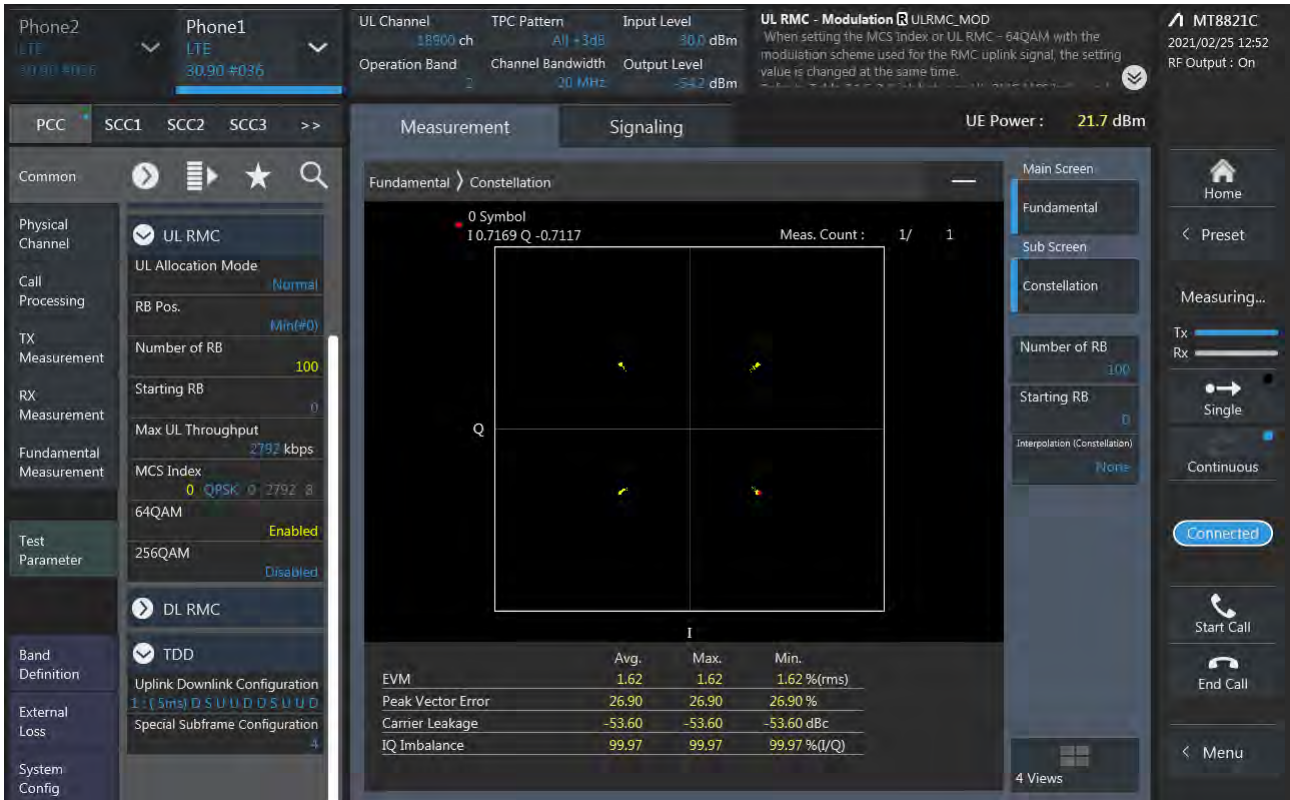 Phone2
LTE
30.90 #036
Phone1
LTE
30.90 #036
UL Channel
18900 ch
Operation Band
2
TPC Pattern
All +3dB
Channel Bandwidth
20 MHz
Input Level
30.0 dBm
Output Level
-54.2 dBm
UL RMC - Modulation R ULRMC_MOD
When setting the MCS Index or UL RMC - 64QAM with the
modulation scheme used for the RMC uplink signal, the setting
value is changed at the same time.
MT8821C
2021/02/25 12:52
RF Output : On
PCC SCC1 SCC2 SCC3 >>
Measurement
Signaling
UE Power : 21.7 dBm
Common
Physical
Channel
Call
Processing
TX
Measurement
RX
Measurement
Fundamental
Measurement
Test
Parameter
Band
Definition
External
Loss
System
Config
UL RMC
UL Allocation Mode
Normal
RB Pos.
Min(#0)
Number of RB
100
Starting RB
0
Max UL Throughput
2792 kbps
MCS Index
0 QPSK 0 2792 8
64QAM
Enabled
256QAM
Disabled
DL RMC
TDD
Uplink Downlink Configuration
1 : ( 5ms) D S U U D D S U U D
Special Subframe Configuration
4
Fundamental 〉 Constellation
0 Symbol
I 0.7169 Q -0.7117
Meas. Count : 1/ 1
Q
I
Avg. Max. Min.
EVM 1.62 1.62 1.62 %(rms)
Peak Vector Error 26.90 26.90 26.90 %
Carrier Leakage -53.60 -53.60 -53.60 dBc
IQ Imbalance 99.97 99.97 99.97 %(I/Q)
Main Screen
Fundamental
Sub Screen
Constellation
Number of RB
100
Starting RB
0
Interpolation (Constellation)
None
4 Views
Home
< Preset
Measuring...
Tx
Rx
Single
Continuous
Connected
Start Call
End Call
< Menu